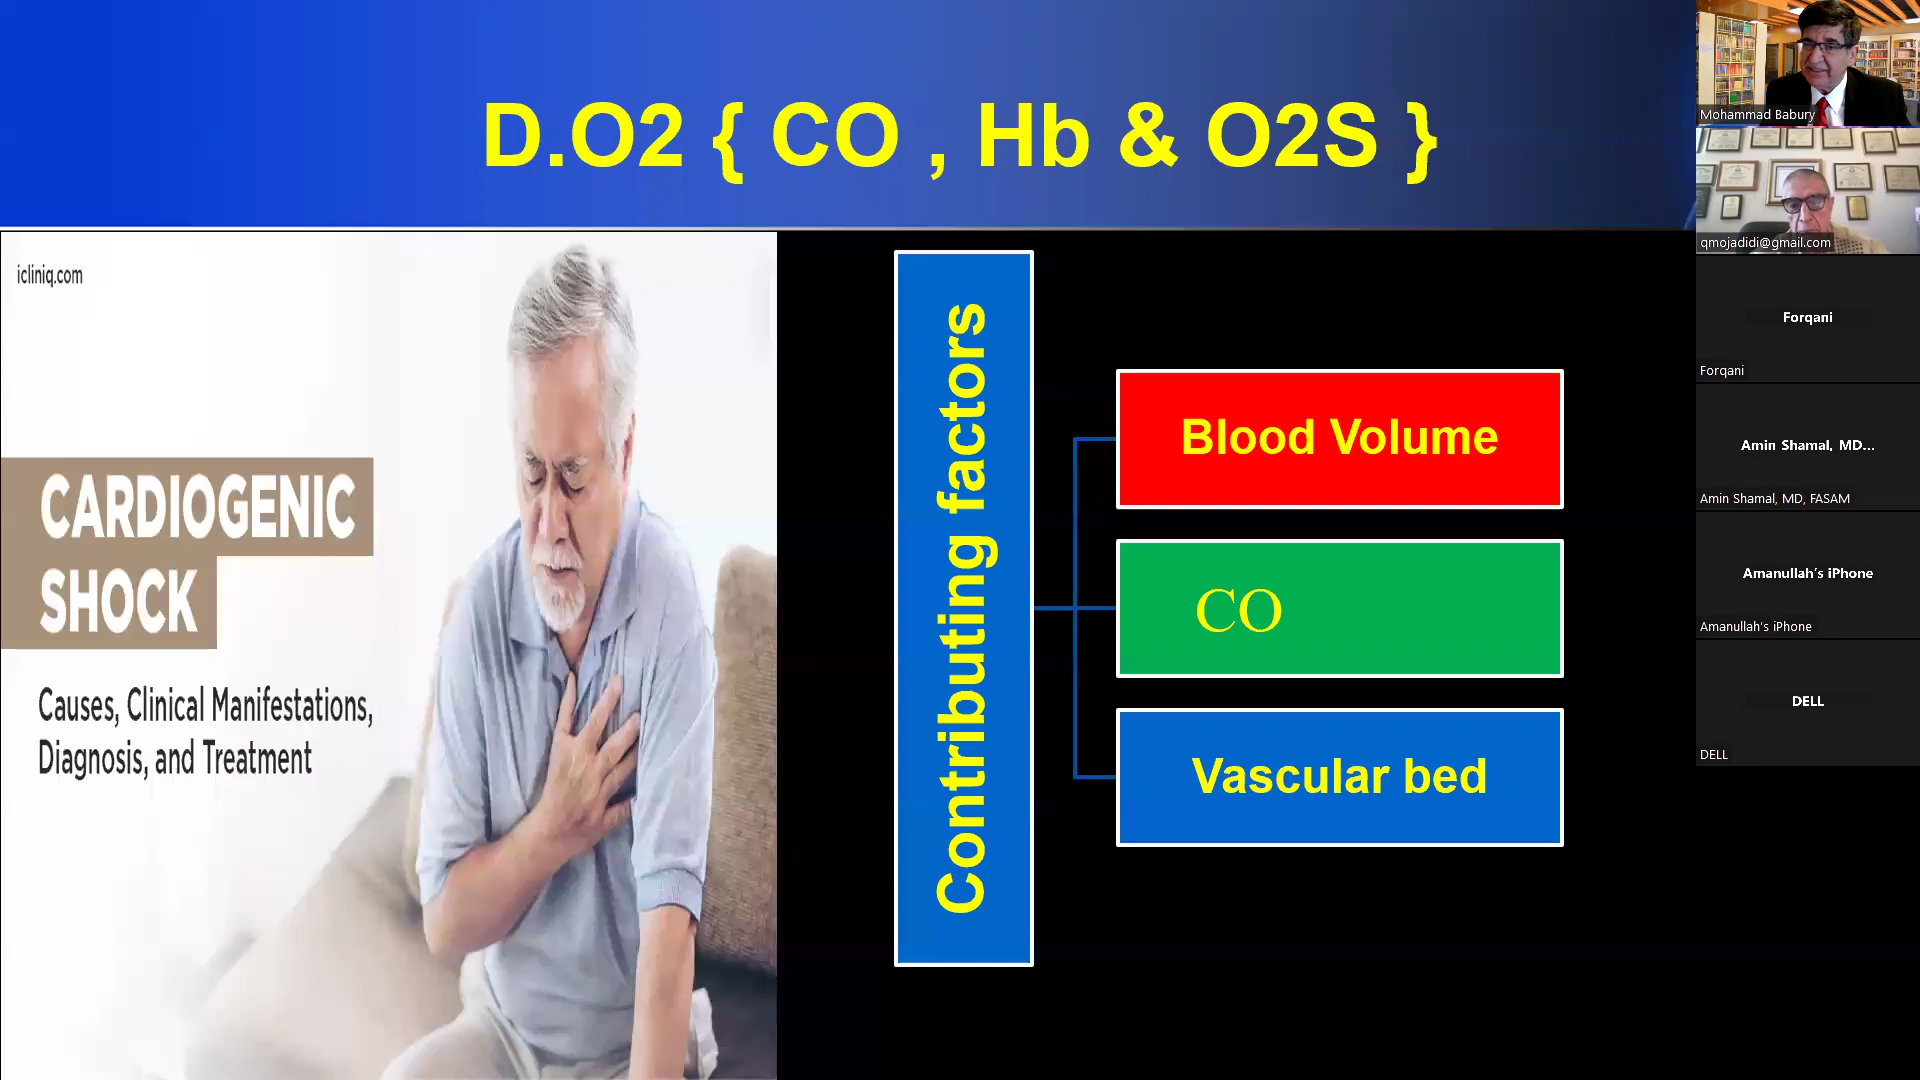 D.O2 { CO , Hb & O2S }
icliniq.com
CARDIOGENIC
SHOCK
Causes, Clinical Manifestations,
Diagnosis, and Treatment
Contributing factors
Blood Volume
CO
Vascular bed
Mohammad Babury
qmojadidi@gmail.com
Forqani
Forqani
Amin Shamal, MD...
Amin Shamal, MD, FASAM
Amanullah's iPhone
Amanullah's iPhone
DELL
DELL